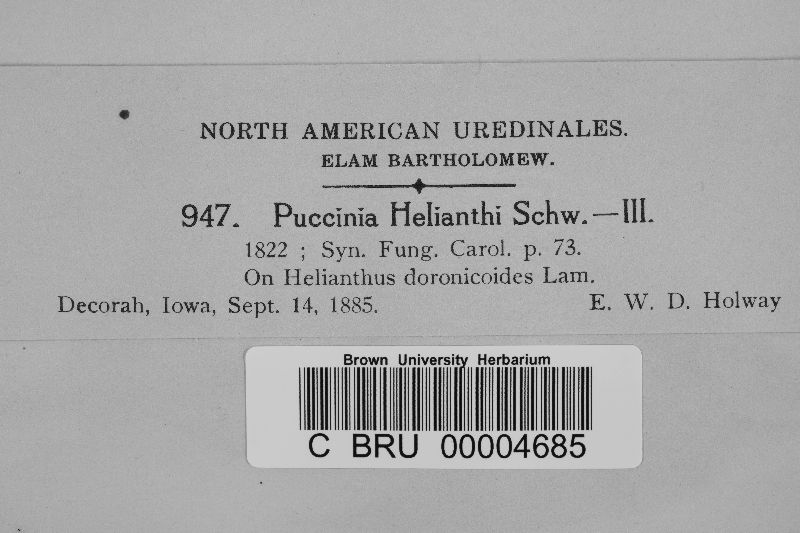 NORTH AMERICAN UREDINALES.
ELAM BARTHOLOMEW.
947. Puccinia Helianthi Schw.—III.
1822 ; Syn. Fung. Carol. p. 73.
On Helianthus doronicoides Lam.
Decorah, Iowa, Sept. 14, 1885. E. W. D. Holway
Brown University Herbarium
C BRU 00004685